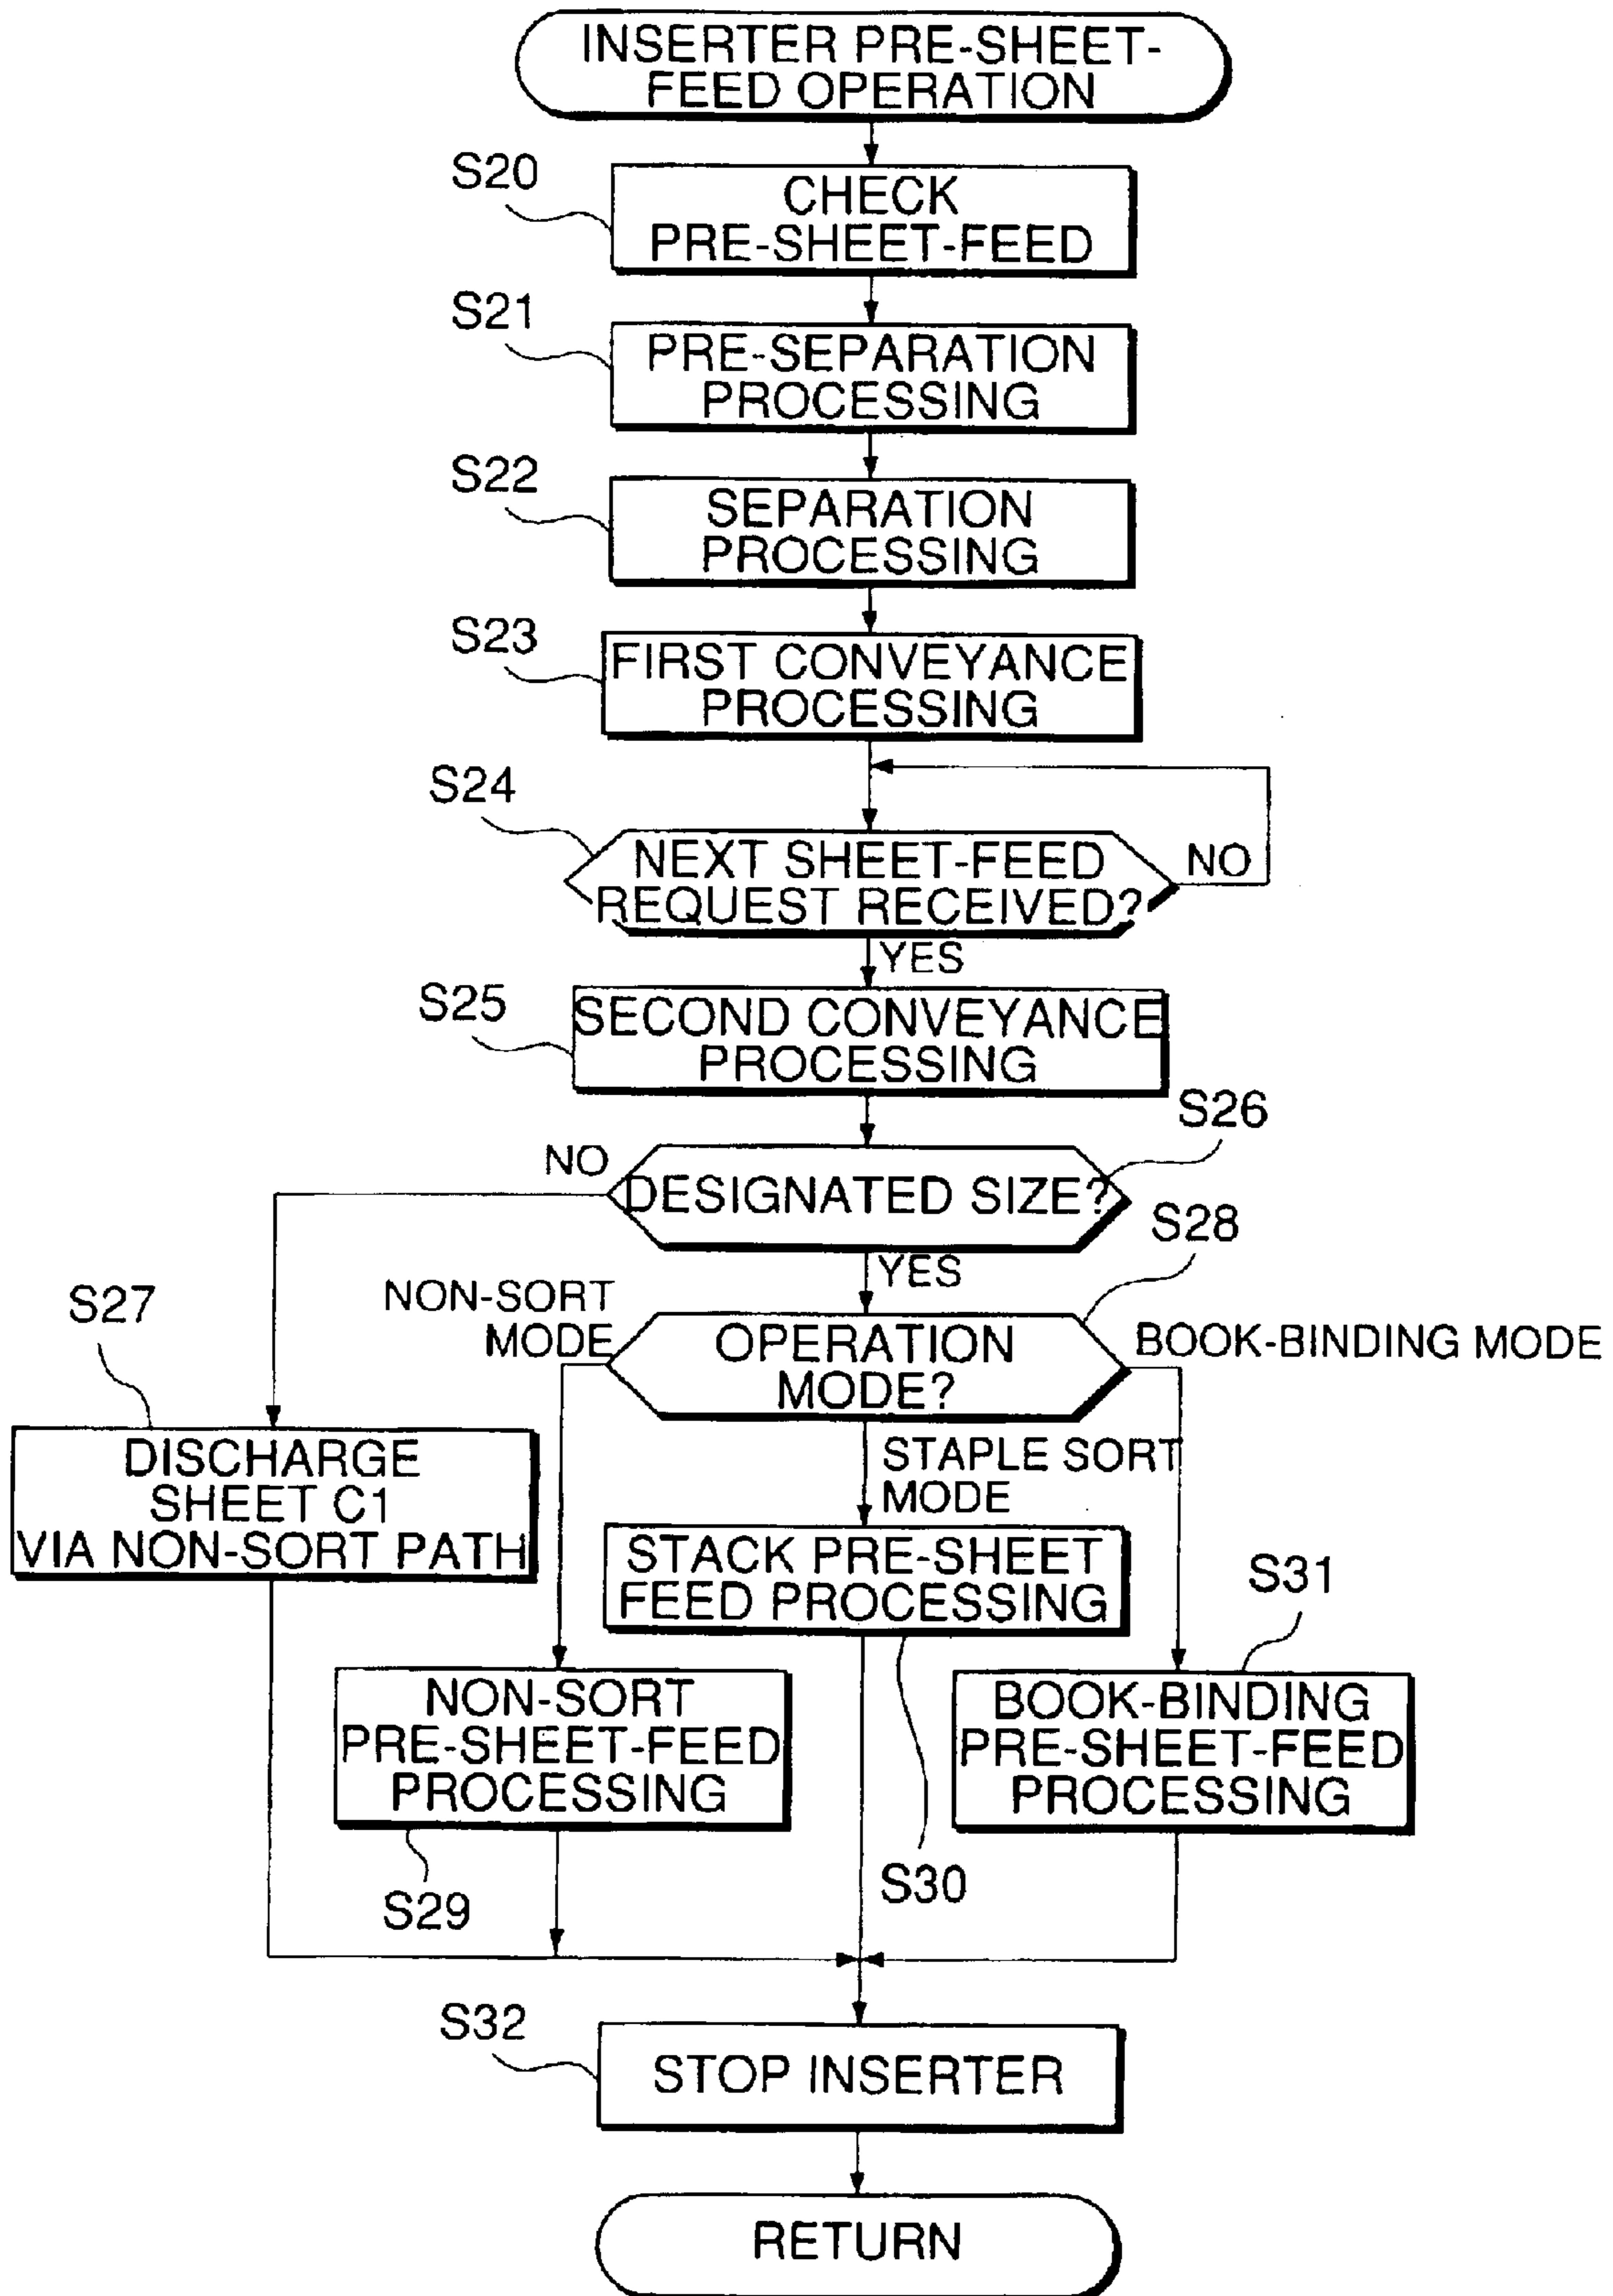 INSERTER PRE-SHEET-
FEED OPERATION
S20
CHECK
PRE-SHEET-FEED
S21
PRE-SEPARATION
PROCESSING
S22
SEPARATION
PROCESSING
S23
FIRST CONVEYANCE
PROCESSING
S24
NEXT SHEET-FEED
REQUEST RECEIVED?
NO
YES
S25
SECOND CONVEYANCE
PROCESSING
S26
NO
DESIGNATED SIZE?
YES
S28
NON-SORT
MODE
OPERATION
MODE?
BOOK-BINDING MODE
S27
DISCHARGE
SHEET C1
VIA NON-SORT PATH
STAPLE SORT
MODE
STACK PRE-SHEET
FEED PROCESSING
S31
NON-SORT
PRE-SHEET-FEED
PROCESSING
BOOK-BINDING
PRE-SHEET-FEED
PROCESSING
S29
S30
S32
STOP INSERTER
RETURN